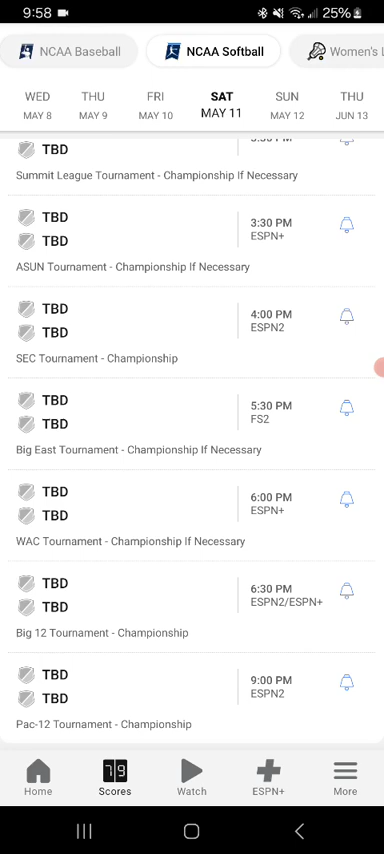 9:58
25%
NCAA Baseball
NCAA Softball
Women's L
WED
MAY 8
THU
MAY 9
FRI
MAY 10
SAT
MAY 11
SUN
MAY 12
THU
JUN 13
TBD
3:30 PM
Summit League Tournament - Championship If Necessary
TBD
TBD
3:30 PM
ESPN+
ASUN Tournament - Championship If Necessary
TBD
TBD
4:00 PM
ESPN2
SEC Tournament - Championship
TBD
TBD
5:30 PM
FS2
Big East Tournament - Championship If Necessary
TBD
TBD
6:00 PM
ESPN+
WAC Tournament - Championship If Necessary
TBD
TBD
6:30 PM
ESPN2/ESPN+
Big 12 Tournament - Championship
TBD
TBD
9:00 PM
ESPN2
Pac-12 Tournament - Championship
Home
79
Scores
Watch
ESPN+
More